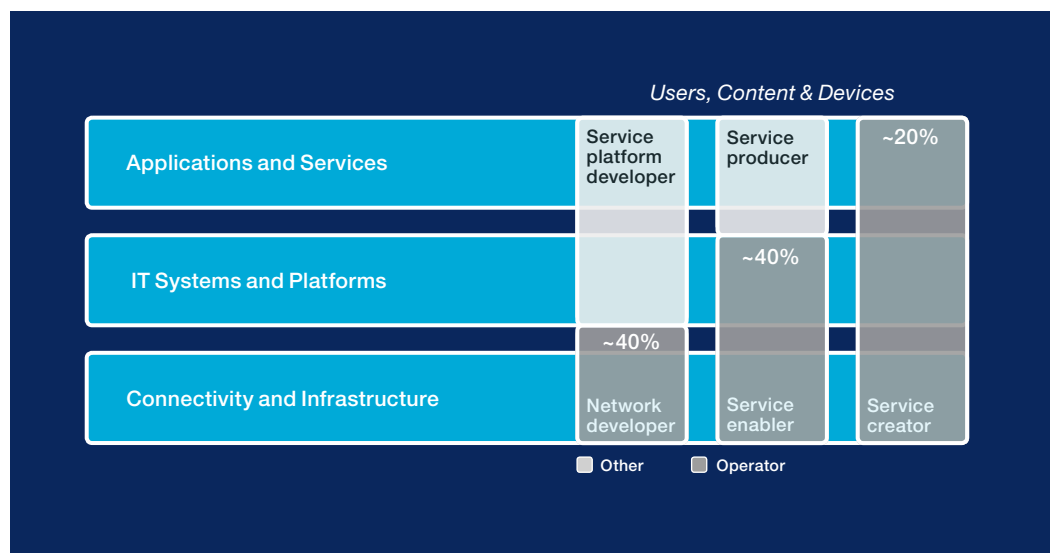 Users, Content & Devices
Applications and Services
Service
platform
developer
Service
producer
~20%
IT Systems and Platforms
~40%
~40%
Connectivity and Infrastructure
Network
developer
Service
enabler
Service
creator
Other
Operator